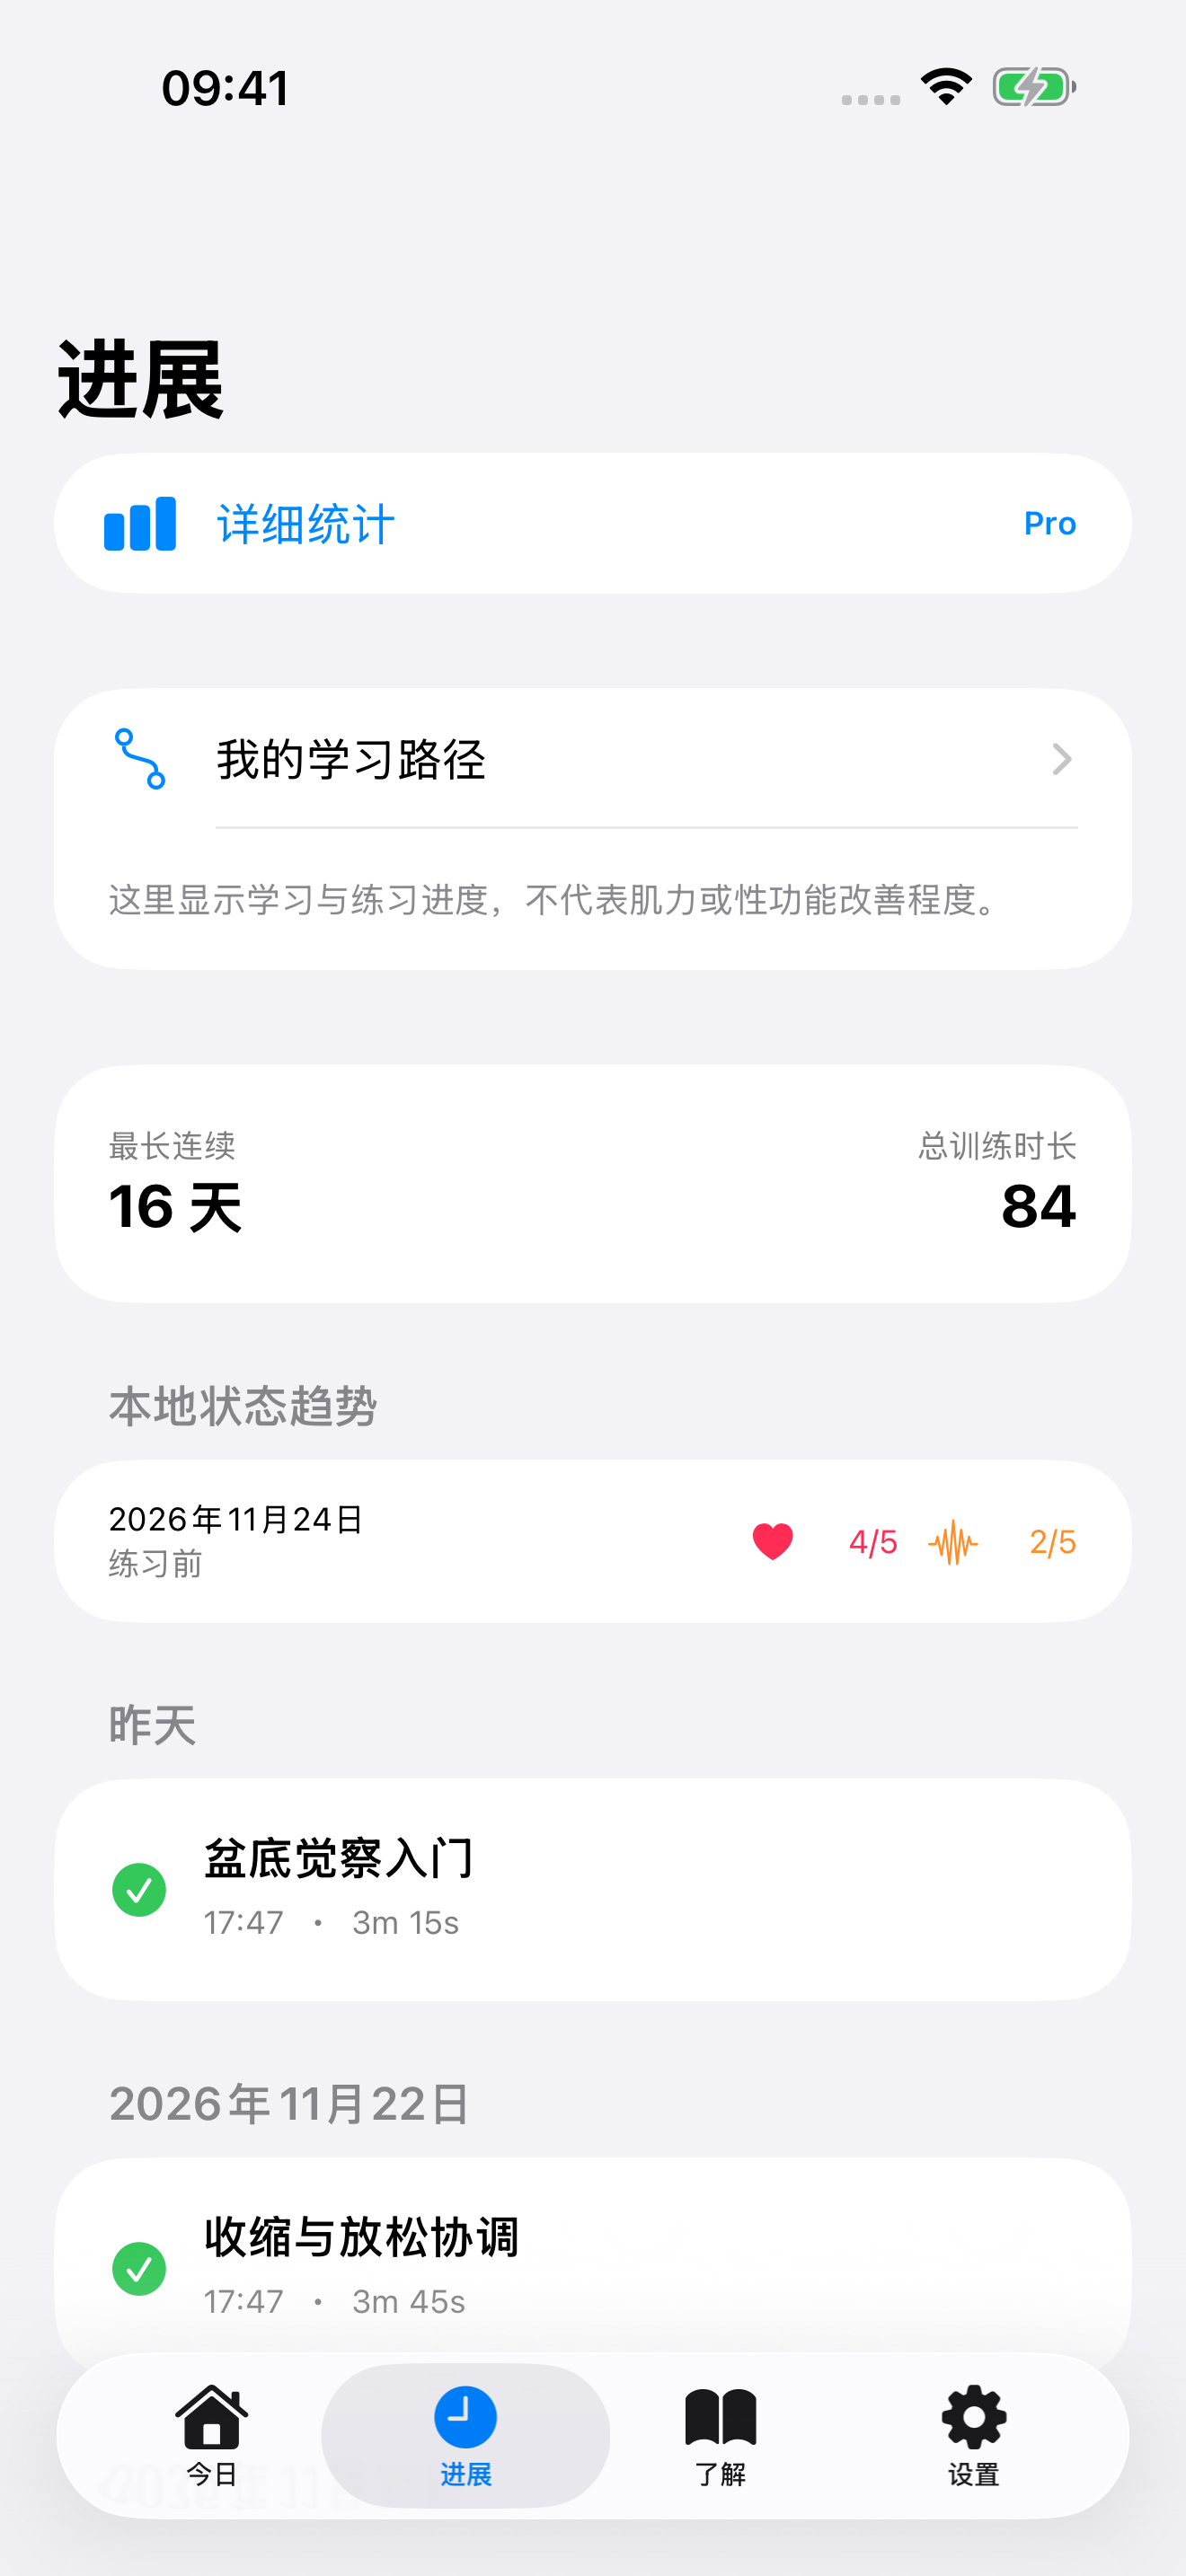 09:41
进展
详细统计
Pro
我的学习路径
这里显示学习与练习进度，不代表肌力或性功能改善程度。
最长连续
总训练时长
16 天
84
本地状态趋势
2026年11月24日
练习前
4/5
2/5
昨天
盆底觉察入门
17:47 · 3m 15s
2026年11月22日
收缩与放松协调
17:47 · 3m 45s
今日
进展
了解
设置